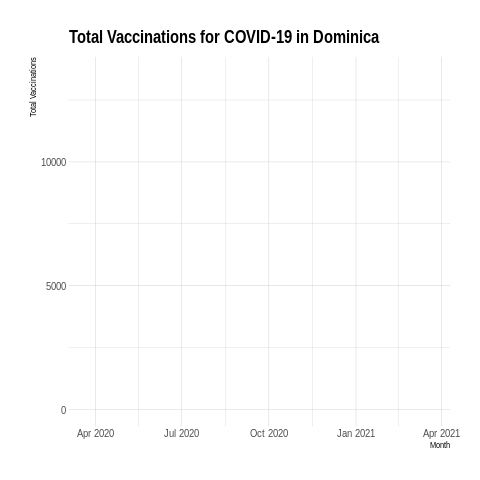 Total Vaccinations for COVID-19 in Dominica
Total Vaccinations
10000
5000
0
Apr 2020 Jul 2020 Oct 2020 Jan 2021 Apr 2021
Month